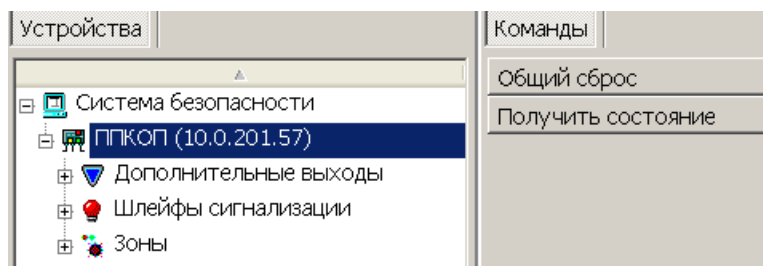 Устройства
Команды
Система безопасности
ППКОП (10.0.201.57)
Дополнительные выходы
Шлейфы сигнализации
Зоны
Общий сброс
Получить состояние